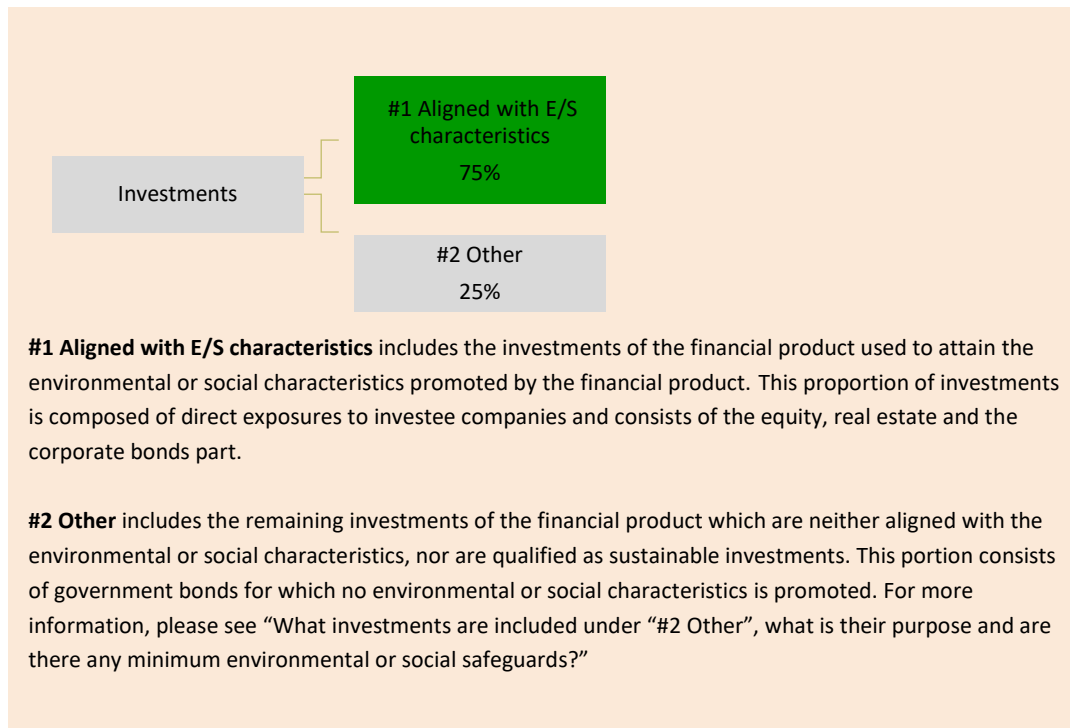 #1 Aligned with E/S
characteristics
75%
Investments
#2 Other
25%
#1 Aligned with E/S characteristics includes the investments of the financial product used to attain the
environmental or social characteristics promoted by the financial product. This proportion of investments
is composed of direct exposures to investee companies and consists of the equity, real estate and the
corporate bonds part.
#2 Other includes the remaining investments of the financial product which are neither aligned with the
environmental or social characteristics, nor are qualified as sustainable investments. This portion consists
of government bonds for which no environmental or social characteristics is promoted. For more
information, please see “What investments are included under “#2 Other”, what is their purpose and are
there any minimum environmental or social safeguards?”